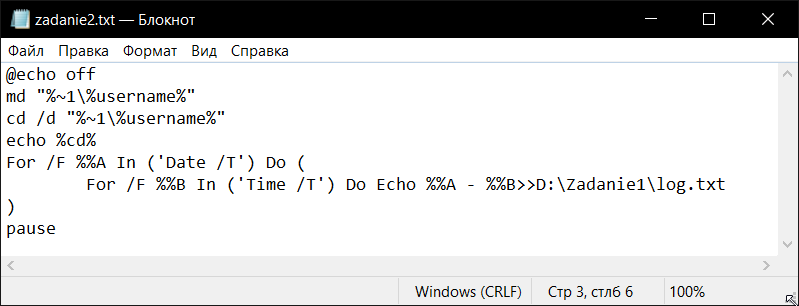 zadanie2.txt — Блокнот
Файл Правка Формат Вид Справка
@echo off
md "%~1\%username%"
cd /d "%~1\%username%"
echo %cd%
For /F %%A In ('Date /T') Do (
        For /F %%B In ('Time /T') Do Echo %%A - %%B>>D:\Zadanie1\log.txt
)
pause
Windows (CRLF) Стр 3, стлб 6 100%